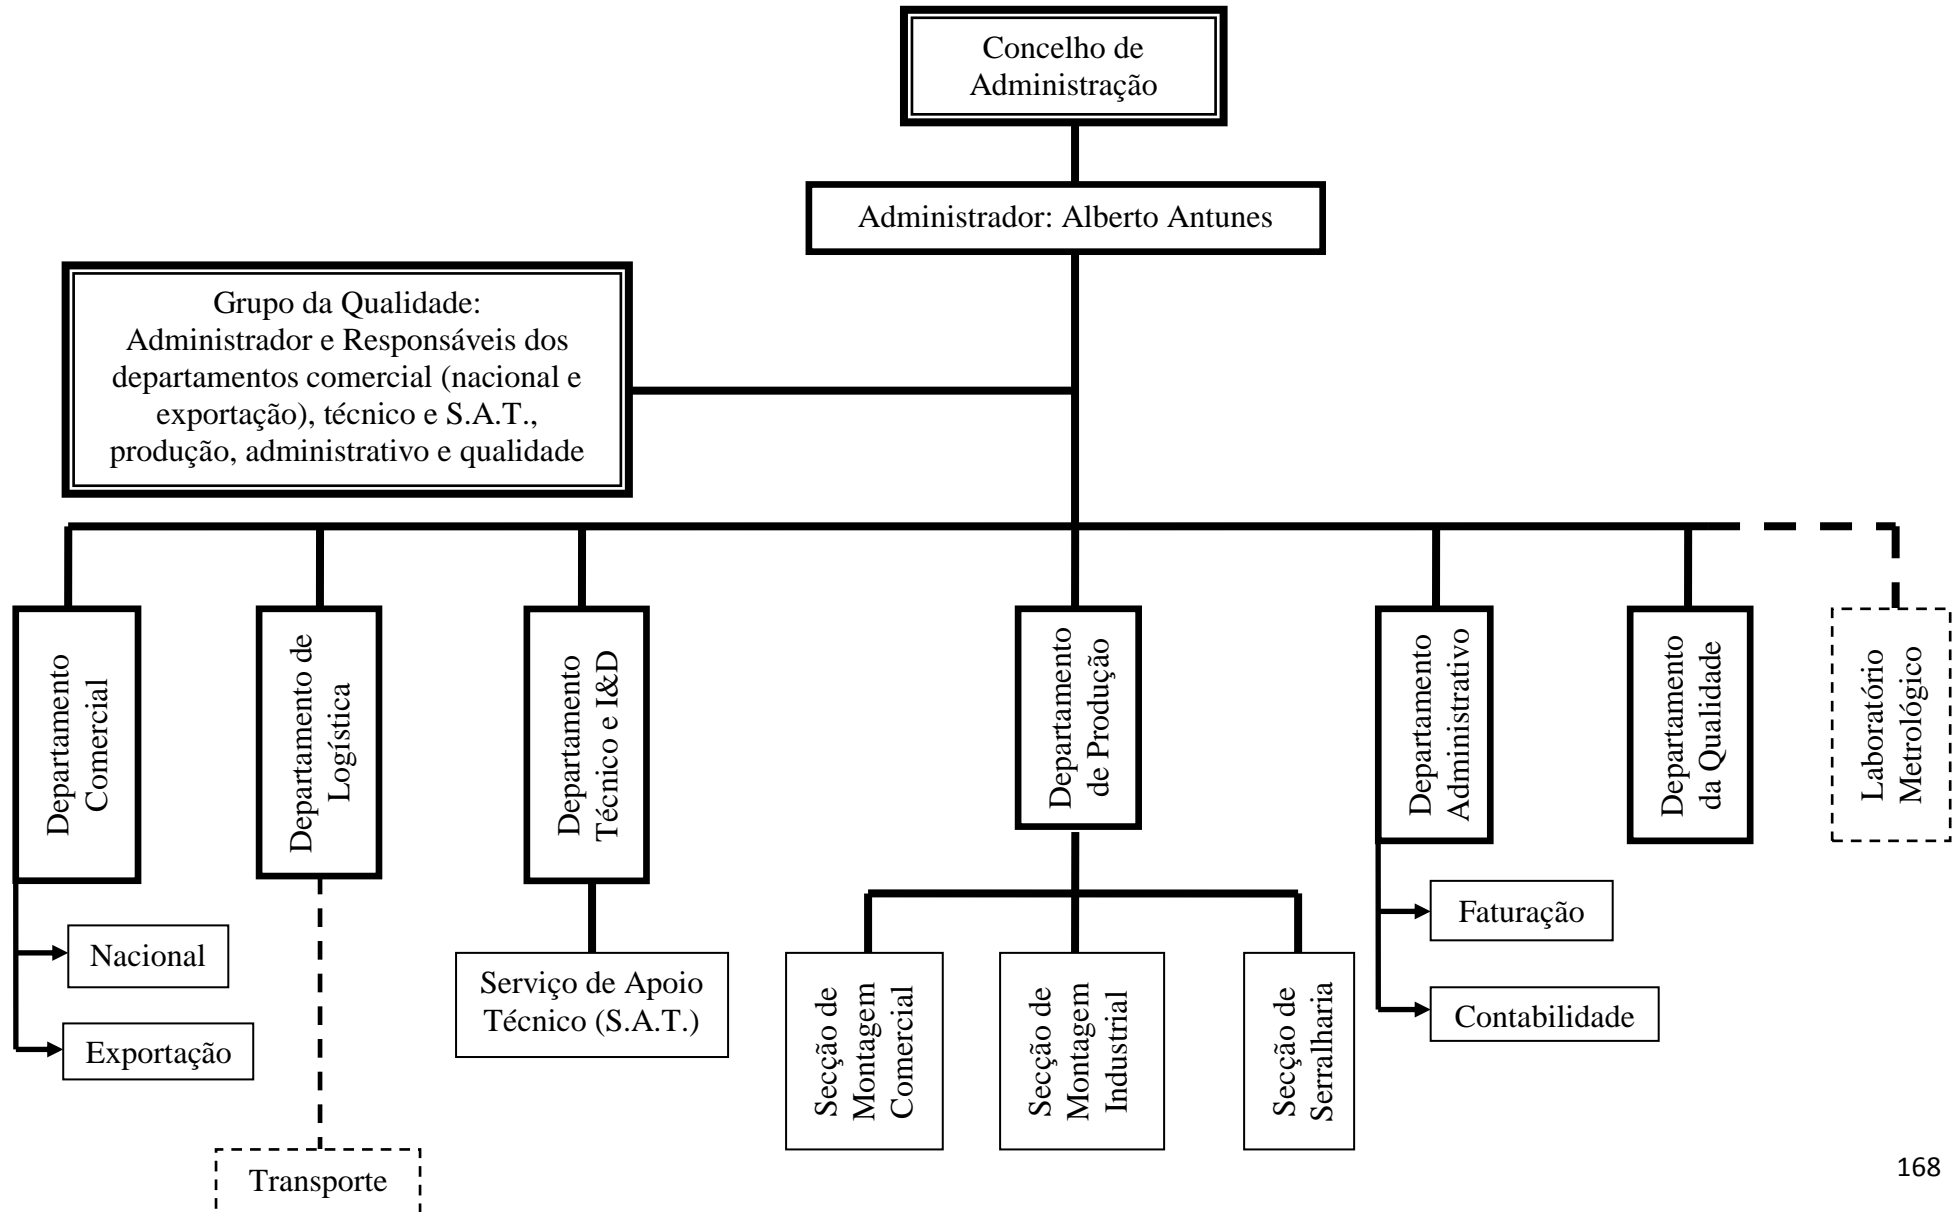 Concelho de
Administração
Administrador: Alberto Antunes
Grupo da Qualidade:
Administrador e Responsáveis dos
departamentos comercial (nacional e
exportação), técnico e S.A.T.,
produção, administrativo e qualidade
Departamento
Comercial
Departamento de
Logística
Departamento
Técnico e I&D
Departamento
de Produção
Departamento
Administrativo
Departamento
da Qualidade
Laboratório
Metrológico
Nacional
Exportação
Transporte
Serviço de Apoio
Técnico (S.A.T.)
Secção de
Montagem
Comercial
Secção de
Montagem
Industrial
Secção de
Serralharia
Faturação
Contabilidade
168